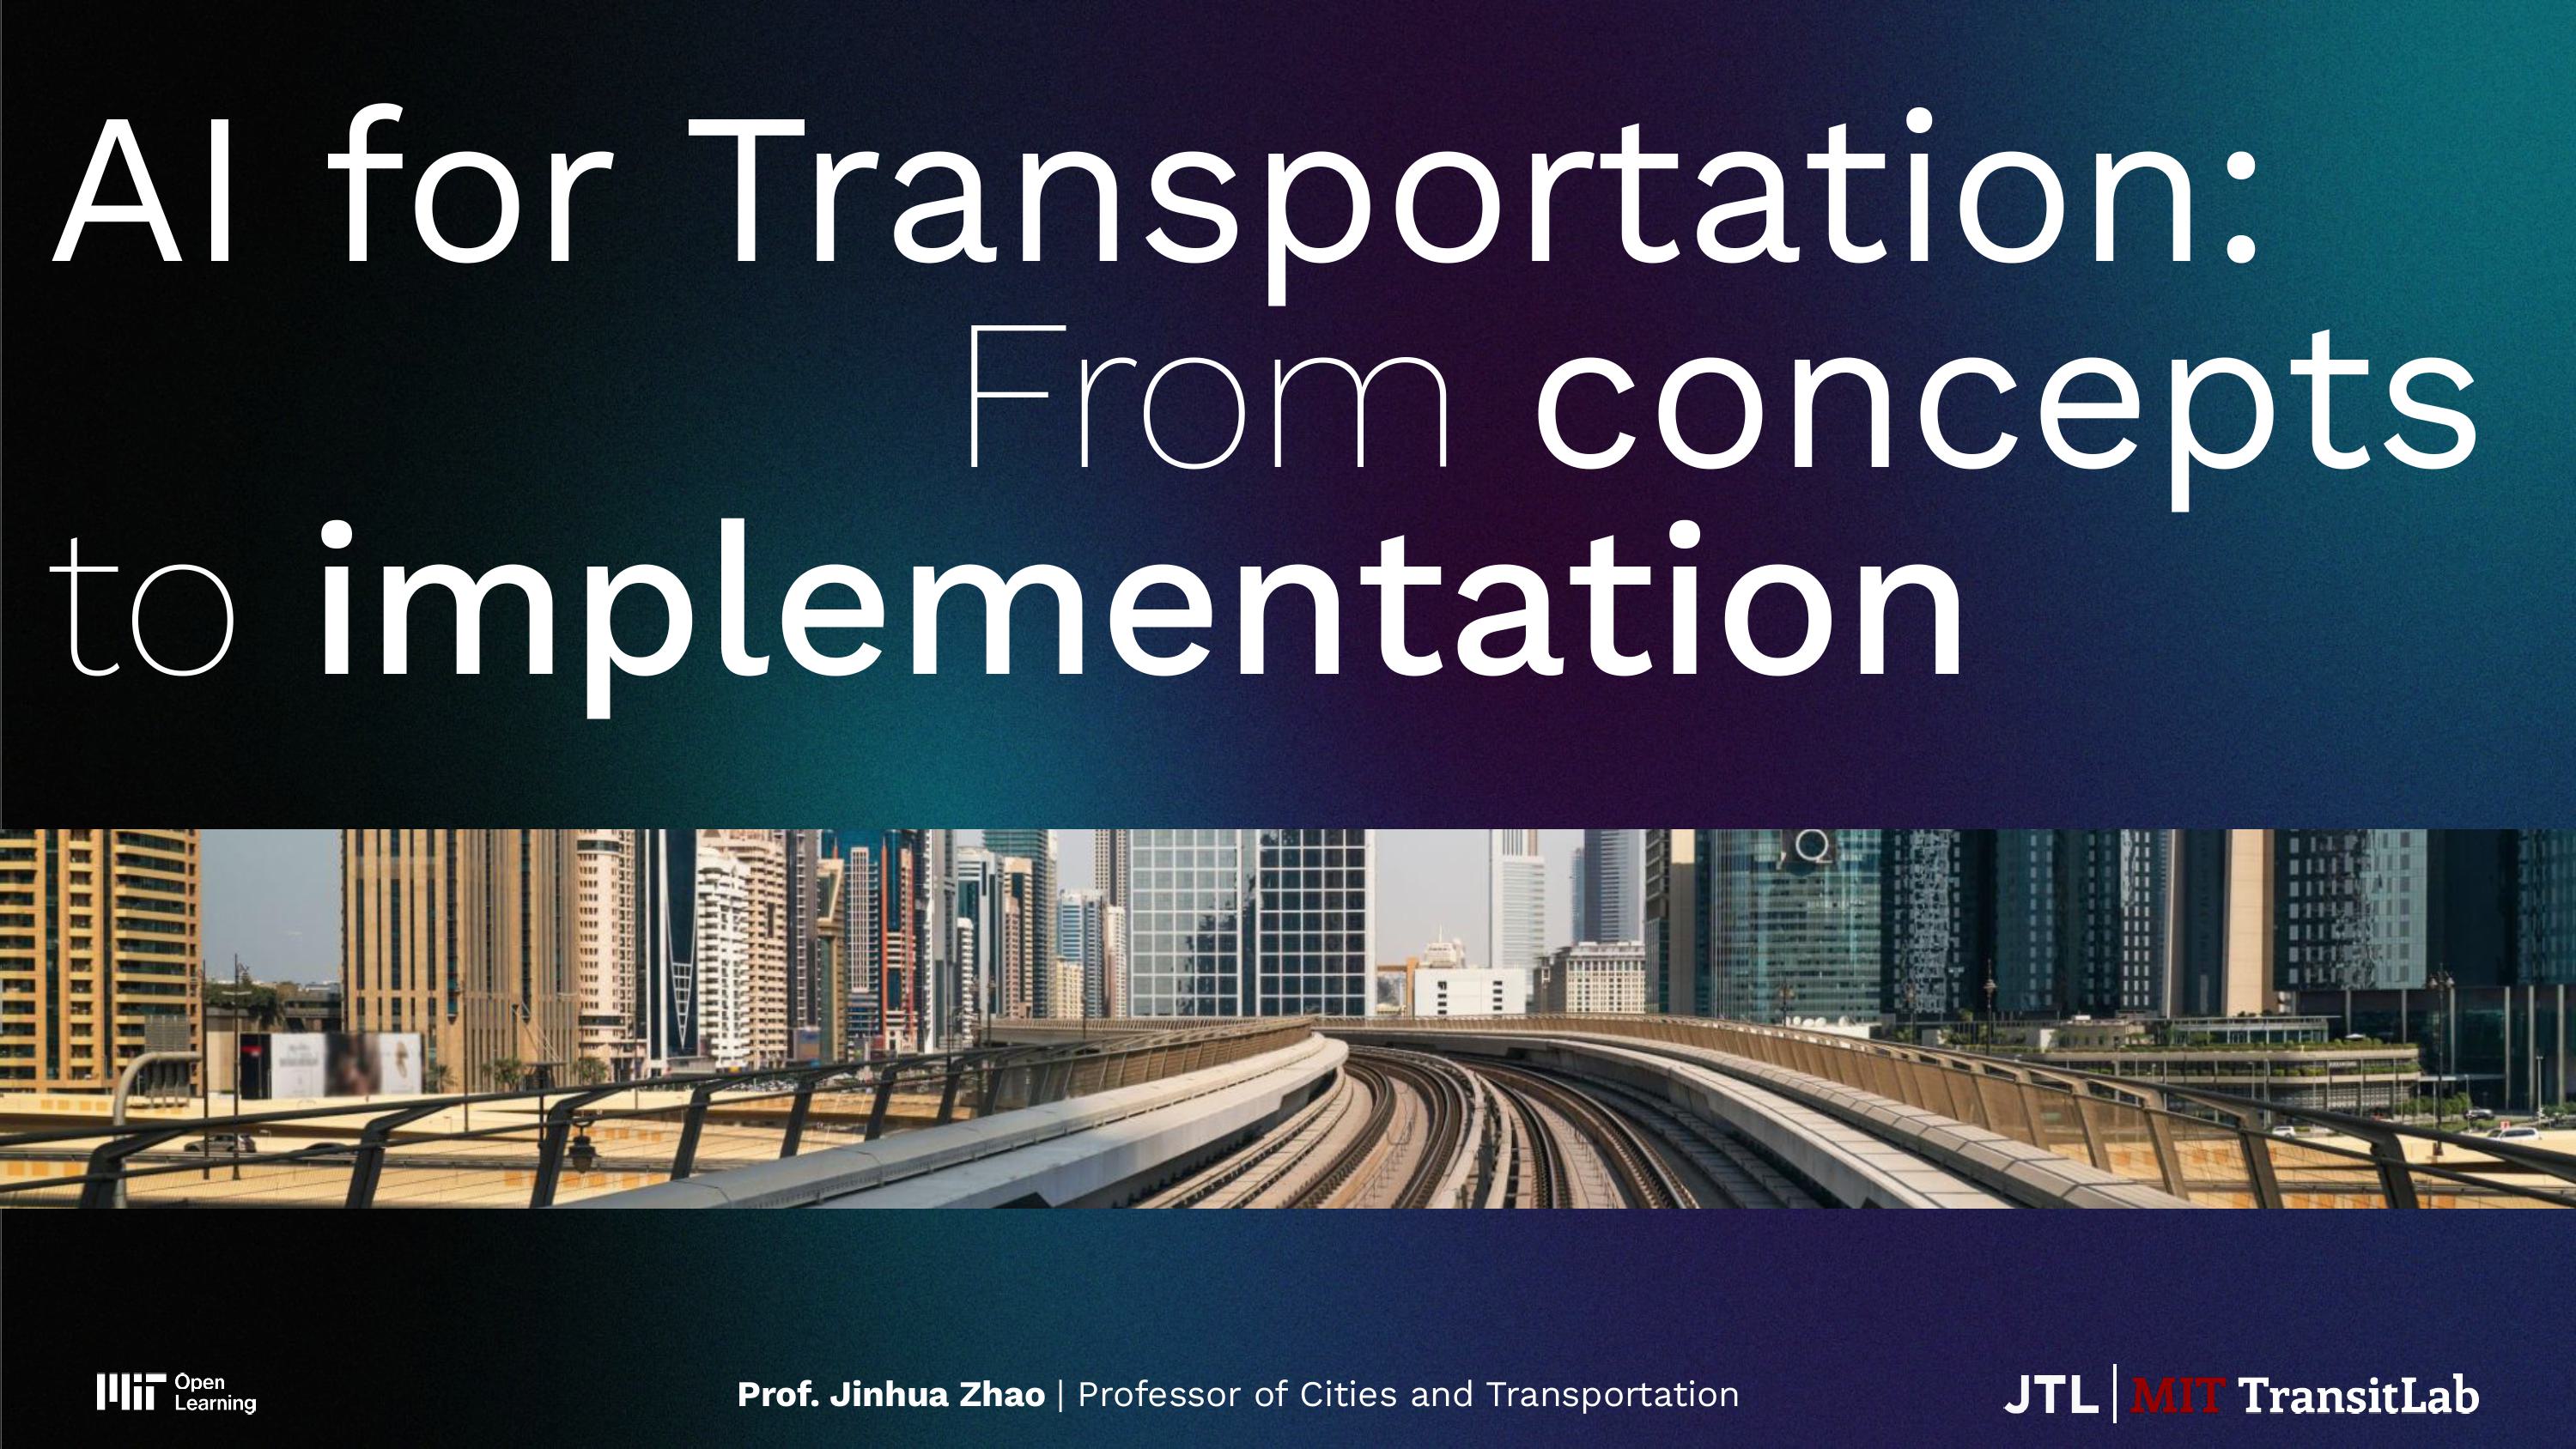 AI for Transportation:
From concepts
to implementation
Q
MIT Open
Learning
Prof. Jinhua Zhao | Professor of Cities and Transportation
JTL | MIT TransitLab